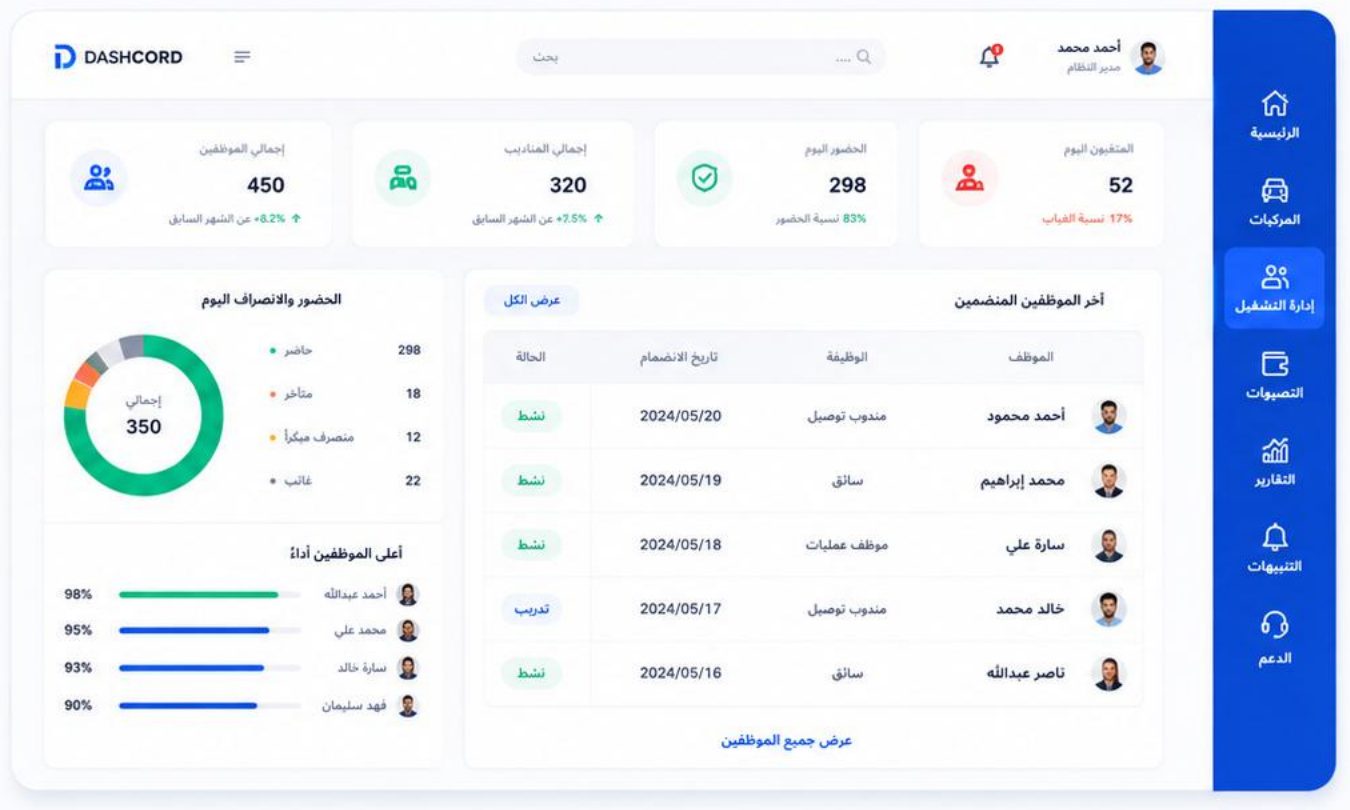 أحمد محمد
مدير النظام
.... بحث
DASHCORD
الرئيسية
المركبات
إدارة التشغيل
التصيوات
التقارير
التنبيهات
الدعم
المتغيون اليوم
52
17% نسبة الغياب
الحضور اليوم
298
83% نسبة الحضور
إجمالي المناديب
320
↑ +7.5% عن الشهر السابق
إجمالي الموظفين
450
↑ +8.2% عن الشهر السابق
أخر الموظفين المنضمين
عرض الكل
الموظف الوظيفة تاريخ الانضمام الحالة
أحمد محمود مندوب توصيل 2024/05/20 نشط
محمد إبراهيم سائق 2024/05/19 نشط
سارة علي موظف عمليات 2024/05/18 نشط
خالد محمد مندوب توصيل 2024/05/17 تدريب
ناصر عبدالله سائق 2024/05/16 نشط
عرض جميع الموظفين
الحضور والانصراف اليوم
298 حاضر
18 متأخر
12 منصرف مبكراً
22 غائب
إجمالي
350
أعلى الموظفين أداءً
أحمد عبدالله 98%
محمد علي 95%
سارة خالد 93%
فهد سليمان 90%